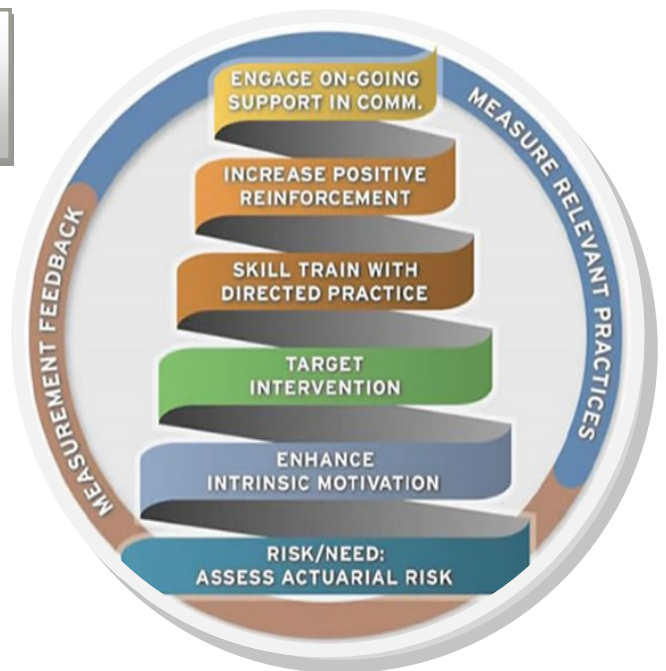 ENGAGE ON-GOING
SUPPORT IN COMM.
INCREASE POSITIVE
REINFORCEMENT
SKILL TRAIN WITH
DIRECTED PRACTICE
TARGET
INTERVENTION
ENHANCE
INTRINSIC MOTIVATION
RISK/NEED:
ASSESS ACTUARIAL RISK
MEASURE RELEVANT PRACTICES
MEASUREMENT FEEDBACK